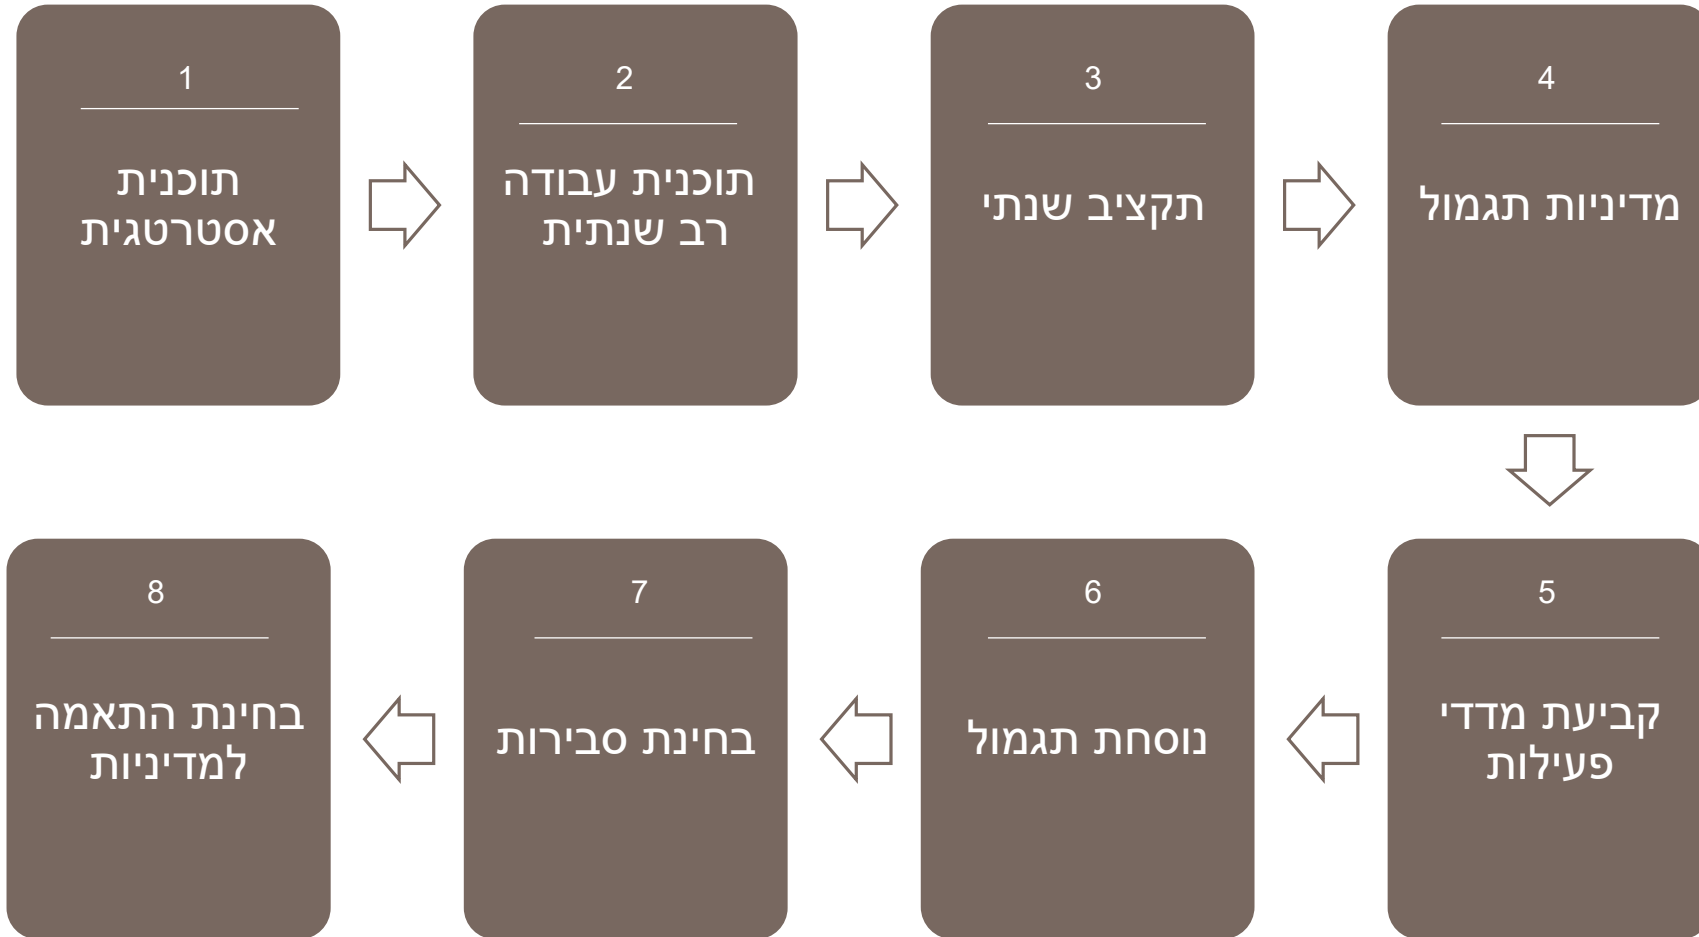 1
תוכנית
אסטרטגית
2
תוכנית עבודה
רב שנתית
3
תקציב שנתי
4
מדיניות תגמול
5
קביעת מדדי
פעילות
6
נוסחת תגמול
7
בחינת סבירות
8
בחינת התאמה
למדיניות